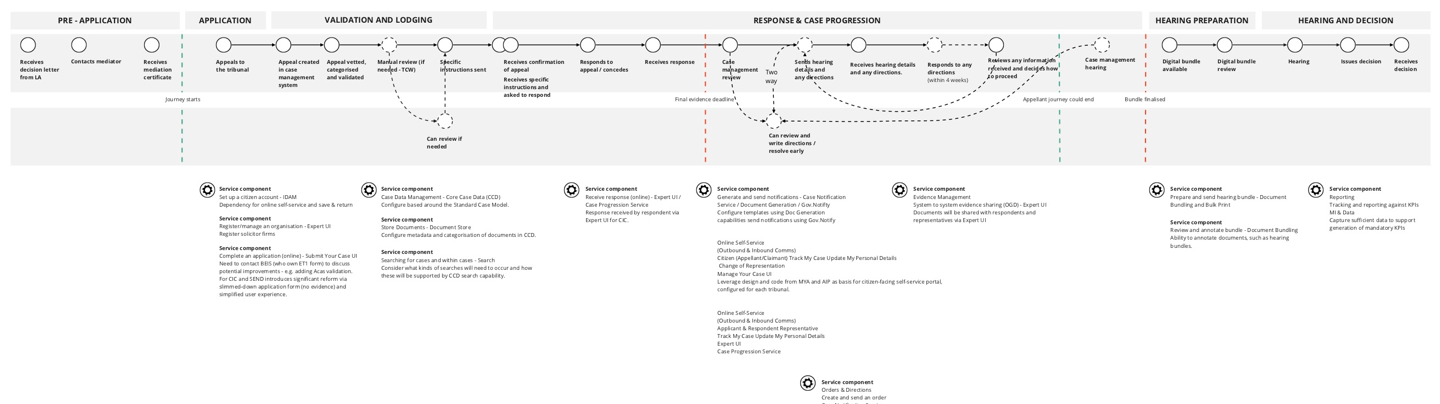 PRE - APPLICATION
APPLICATION
VALIDATION AND LODGING
RESPONSE & CASE PROGRESSION
HEARING PREPARATION
HEARING AND DECISION
Receives
decision letter
from LA
Contacts mediator
Receives
mediation
certificate
Appeals to
the tribunal
Appeal created
in case
management
system
Appeal vetted,
categorised
and validated
Manual review (if
needed - TCW)
Specific
instructions sent
Receives confirmation
of appeal
Receives specific
instructions and
asked to respond
Responds to
appeal / concedes
Receives response
Case
management
review
Two
way
Sends hearing
details and
any directions
Receives hearing details
and any directions.
Responds to any
directions
(within 4 weeks)
Reviews any information
received and decides how
to proceed
Case management
hearing
Digital bundle
available
Digital bundle
review
Hearing
Issues decision
Receives
decision
Journey starts
Final evidence deadline
Appellant journey could end
Bundle finalised
Can review if
needed
Can review and
write directions /
resolve early
Service component
Set up a citizen account - IDAM
Dependency for online self-service and save & return
Service component
Register/manage an organisation - Expert UI
Register solicitor firms
Service component
Complete an application (online) - Submit Your Case UI
Need to contact BEIS (who own ET1 form) to discuss
potential improvements - e.g. adding Acas validation.
For CIC and SEND introduces significant reform via
slimmed-down application form (no evidence) and
simplified user experience.
Service component
Case Data Management - Core Case Data (CCD)
Configure based around the Standard Case Model.
Service component
Store Documents - Document Store
Configure metadata and categorisation of documents in CCD.
Service component
Searching for cases and within cases - Search
Consider what kinds of searches will need to occur and how
these will be supported by CCD search capability.
Service component
Receive response (online) - Expert UI /
Case Progression Service
Response received by respondent via
Expert UI for CIC.
Service component
Generate and send notifications - Case Notification
Service / Document Generation / Gov.Notifiy
Configure templates using Doc Generation
capabilities send notifications using Gov.Notify
Online Self-Service
(Outbound & Inbound Comms)
Citizen (Appellant/Claimant) Track My Case Update My Personal Details
Change of Representation
Manage Your Case UI
Leverage design and code from MYA and AIP as basis for citizen-facing self-service portal,
configured for each tribunal.
Online Self-Service
(Outbound & Inbound Comms)
Applicant & Respondent Representative
Track My Case Update My Personal Details
Expert UI
Case Progression Service
Service component
Orders & Directions
Create and send an order
Service component
Evidence Management
System to system evidence sharing (OGD) - Expert UI
Documents will be shared with respondents and
representatives via Expert UI
Service component
Prepare and send hearing bundle - Document
Bundling and Bulk Print
Service component
Review and annotate bundle - Document Bundling
Ability to annotate documents, such as hearing
bundles.
Service component
Reporting
Tracking and reporting against KPIs
MI & Data
Capture sufficient data to support
generation of mandatory KPIs